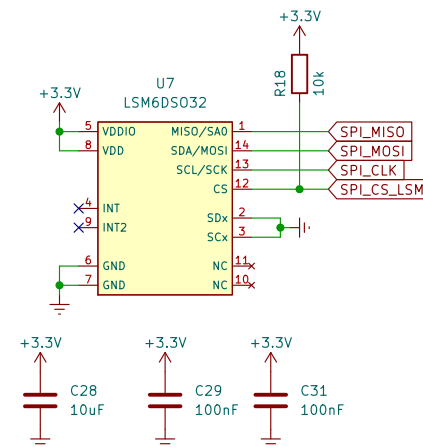 +3.3V
U7
LSM6DSO32
+3.3V
R18
10k
5 VDDIO MISO/SA0 1 SPI_MISO
8 VDD SDA/MOSI 14 SPI_MOSI
SCL/SCK 13 SPI_CLK
CS 12 SPI_CS_LSM
4 INT SDx 2
9 INT2 SCx 3
6 GND NC 11
7 GND NC 10
+3.3V +3.3V +3.3V
C28 C29 C31
10uF 100nF 100nF